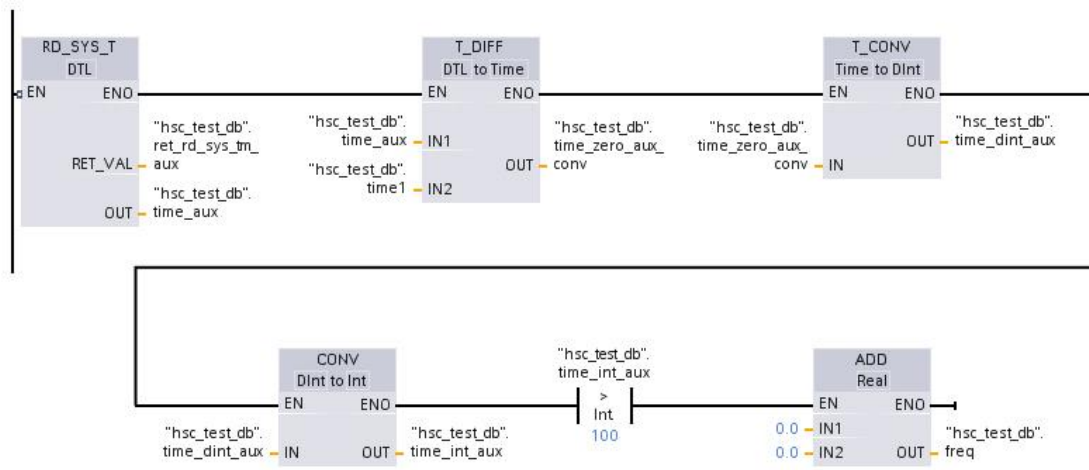 RD_SYS_T
DTL
EN ENO
"hsc_test_db".
ret_rd_sys_tm_
RET_VAL aux
"hsc_test_db".
OUT time_aux
T_DIFF
DTL to Time
EN ENO
"hsc_test_db".
time_aux IN1
"hsc_test_db".
time1 IN2
"hsc_test_db".
time_zero_aux_
OUT conv
T_CONV
Time to DInt
EN ENO
"hsc_test_db".
time_zero_aux_
conv IN
"hsc_test_db".
OUT time_dint_aux
CONV
DInt to Int
EN ENO
"hsc_test_db".
time_dint_aux IN
"hsc_test_db".
OUT time_int_aux
"hsc_test_db".
time_int_aux
>
Int
100
ADD
Real
EN ENO
0.0 IN1
0.0 IN2
"hsc_test_db".
OUT freq